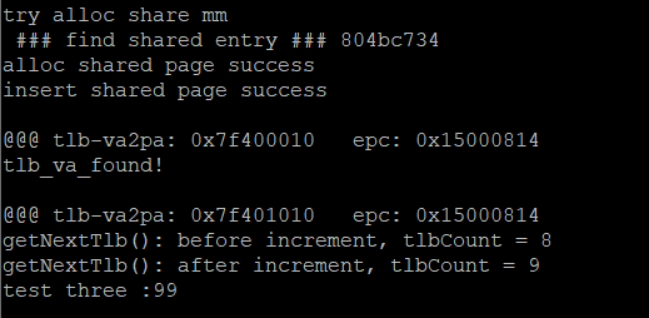 try alloc share mm
### find shared entry ### 804bc734
alloc shared page success
insert shared page success
@@@ tlb-va2pa: 0x7f400010   epc: 0x15000814
tlb_va_found!
@@@ tlb-va2pa: 0x7f401010   epc: 0x15000814
getNextTlb(): before increment, tlbCount = 8
getNextTlb(): after increment, tlbCount = 9
test three :99